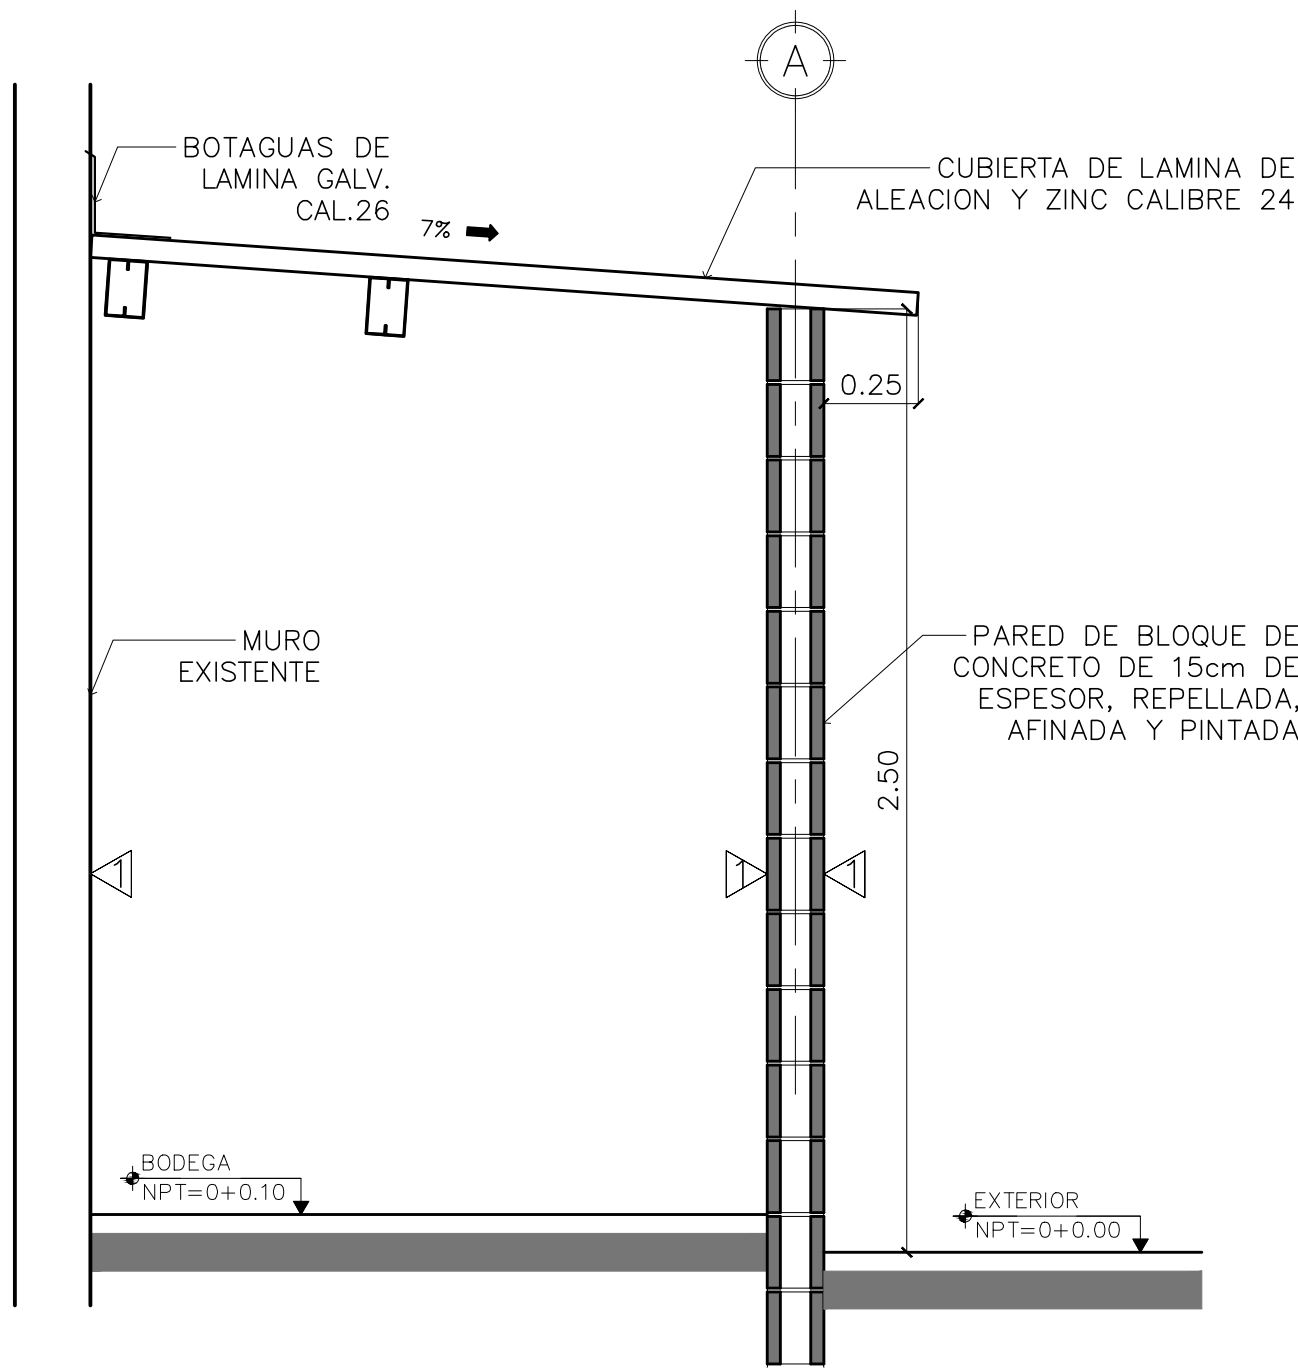 A
BOTAGUAS DE
LAMINA GALV.
CAL.26
7%
CUBIERTA DE LAMINA DE
ALEACION Y ZINC CALIBRE 24
0.25
MURO
EXISTENTE
PARED DE BLOQUE DE
CONCRETO DE 15cm DE
ESPESOR, REPELLADA,
AFINADA Y PINTADA
2.50
1
1
1
BODEGA
NPT=0+0.10
EXTERIOR
NPT=0+0.00